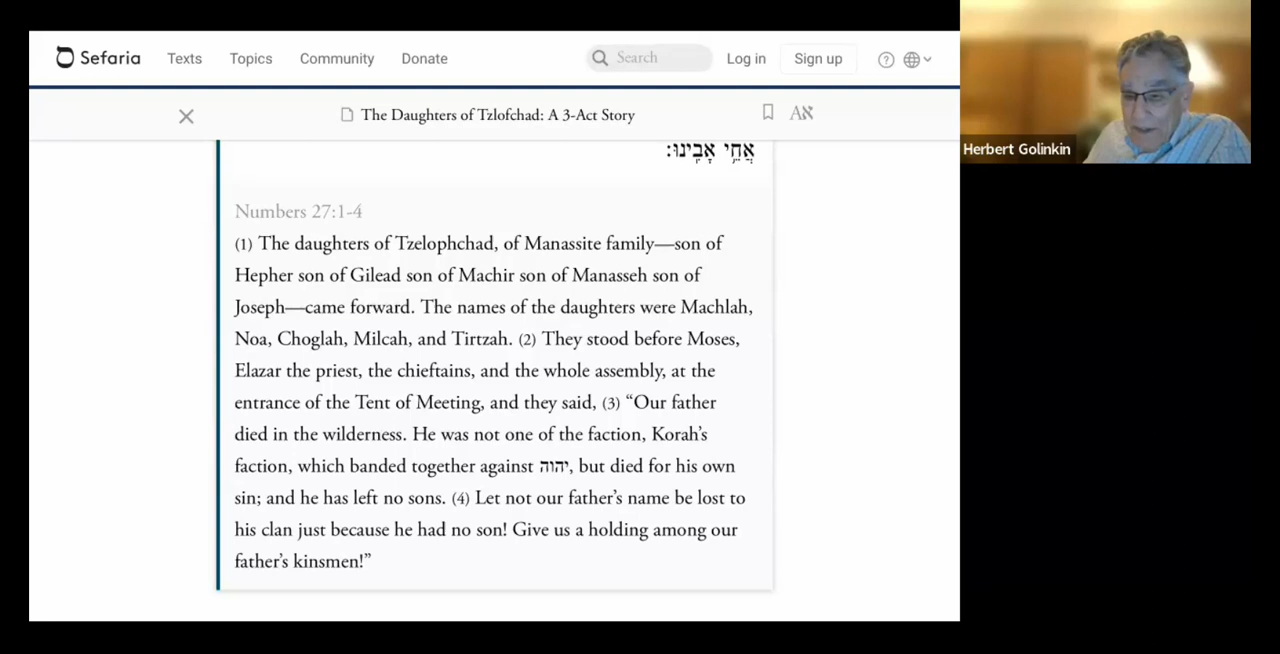 Sefaria Texts Topics Community Donate Search Log in Sign up
The Daughters of Tzlofchad: A 3-Act Story Aא
אֲחֵ֥י אָבִֽינוּ׃
Herbert Golinkin
Numbers 27:1-4
(1) The daughters of Tzelophchad, of Manassite family—son of
Hepher son of Gilead son of Machir son of Manasseh son of
Joseph—came forward. The names of the daughters were Machlah,
Noa, Choglah, Milcah, and Tirtzah. (2) They stood before Moses,
Elazar the priest, the chieftains, and the whole assembly, at the
entrance of the Tent of Meeting, and they said, (3) “Our father
died in the wilderness. He was not one of the faction, Korah’s
faction, which banded together against יהוה, but died for his own
sin; and he has left no sons. (4) Let not our father’s name be lost to
his clan just because he had no son! Give us a holding among our
father’s kinsmen!”